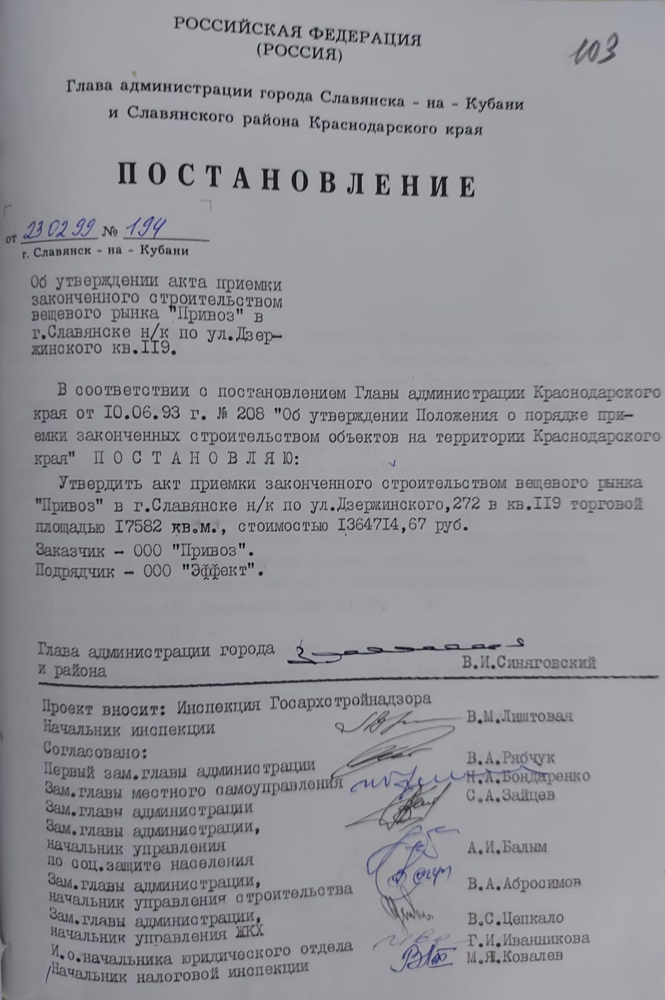 РОССИЙСКАЯ ФЕДЕРАЦИЯ
(РОССИЯ)
103
Глава администрации города Славянска - на - Кубани
и Славянского района Краснодарского края
ПОСТАНОВЛЕНИЕ
от 23.02.99 № 194
г. Славянск - на - Кубани
Об утверждении акта приемки
законченного строительством
вещевого рынка "Привоз" в
г.Славянске н/к по ул.Дзер-
жинского кв.II9.
В соответствии с постановлением Главы администрации Краснодарского
края от I0.06.93 г. № 208 "Об утверждении Положения о порядке при-
емки законченных строительством объектов на территории Краснодарского
края" П О С Т А Н О В Л Я Ю:
Утвердить акт приемки законченного строительством вещевого рынка
"Привоз" в г.Славянске н/к по ул.Дзержинского,272 в кв.II9 торговой
площадью I7582 кв.м., стоимостью I3647I4,67 руб.
Заказчик – ООО "Привоз".
Подрядчик – ООО "Эффект".
Глава администрации города
и района
В.И.Синяговский
Проект вносит: Инспекция Госархстройнадзора
Начальник инспекции
В.М.Лиштовая
Согласовано:
Первый зам.главы администрации
В.А.Рябчук
Зам.главы местного самоуправления
Н.А.Бондаренко
Зам.главы администрации
С.А.Зайцев
Зам.главы администрации,
начальник управления
по соц.защите населения
А.И.Балым
Зам.главы администрации,
начальник управления строительства
В.А.Абросимов
Зам.главы администрации,
начальник управления ЖКХ
В.С.Цепкало
И.о.начальника юридического отдела
Г.И.Иванникова
Начальник налоговой инспекции
М.Я.Ковалев